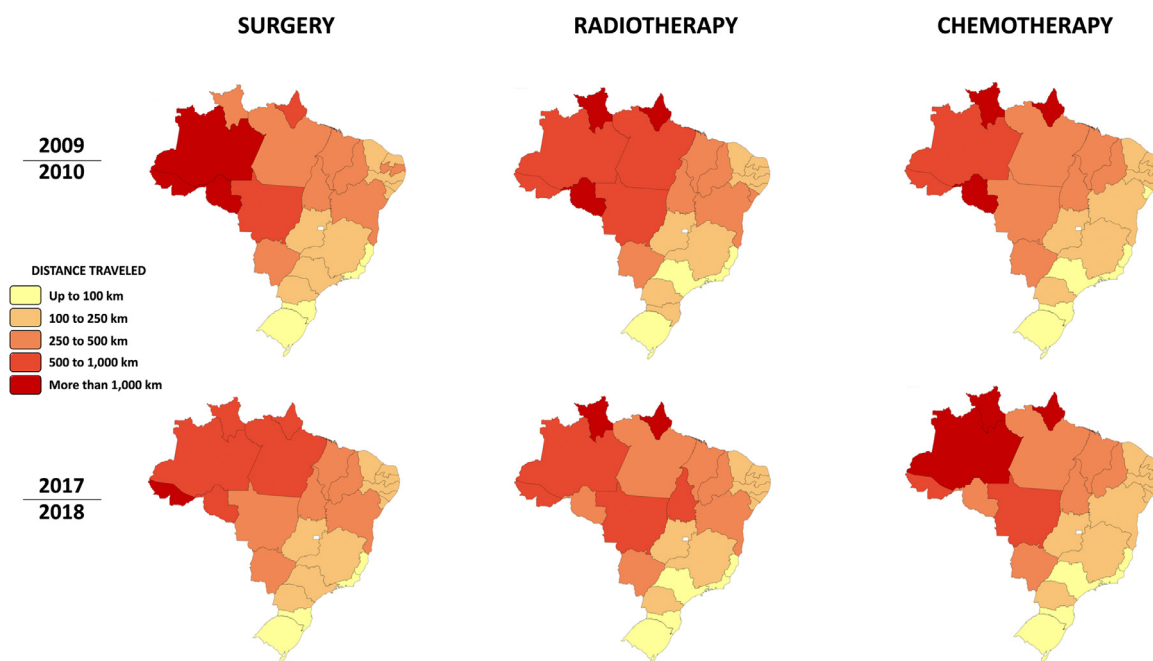 SURGERY
RADIOTHERAPY
CHEMOTHERAPY
2009
2010
DISTANCE TRAVELED
Up to 100 km
100 to 250 km
250 to 500 km
500 to 1,000 km
More than 1,000 km
2017
2018